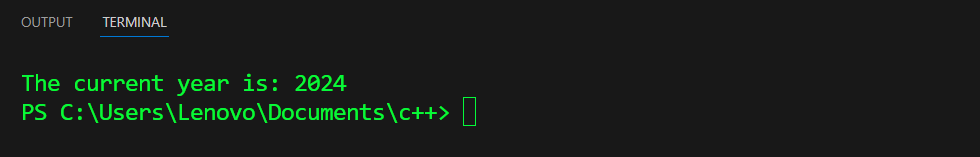 OUTPUT TERMINAL
The current year is: 2024
PS C:\Users\Lenovo\Documents\c++>